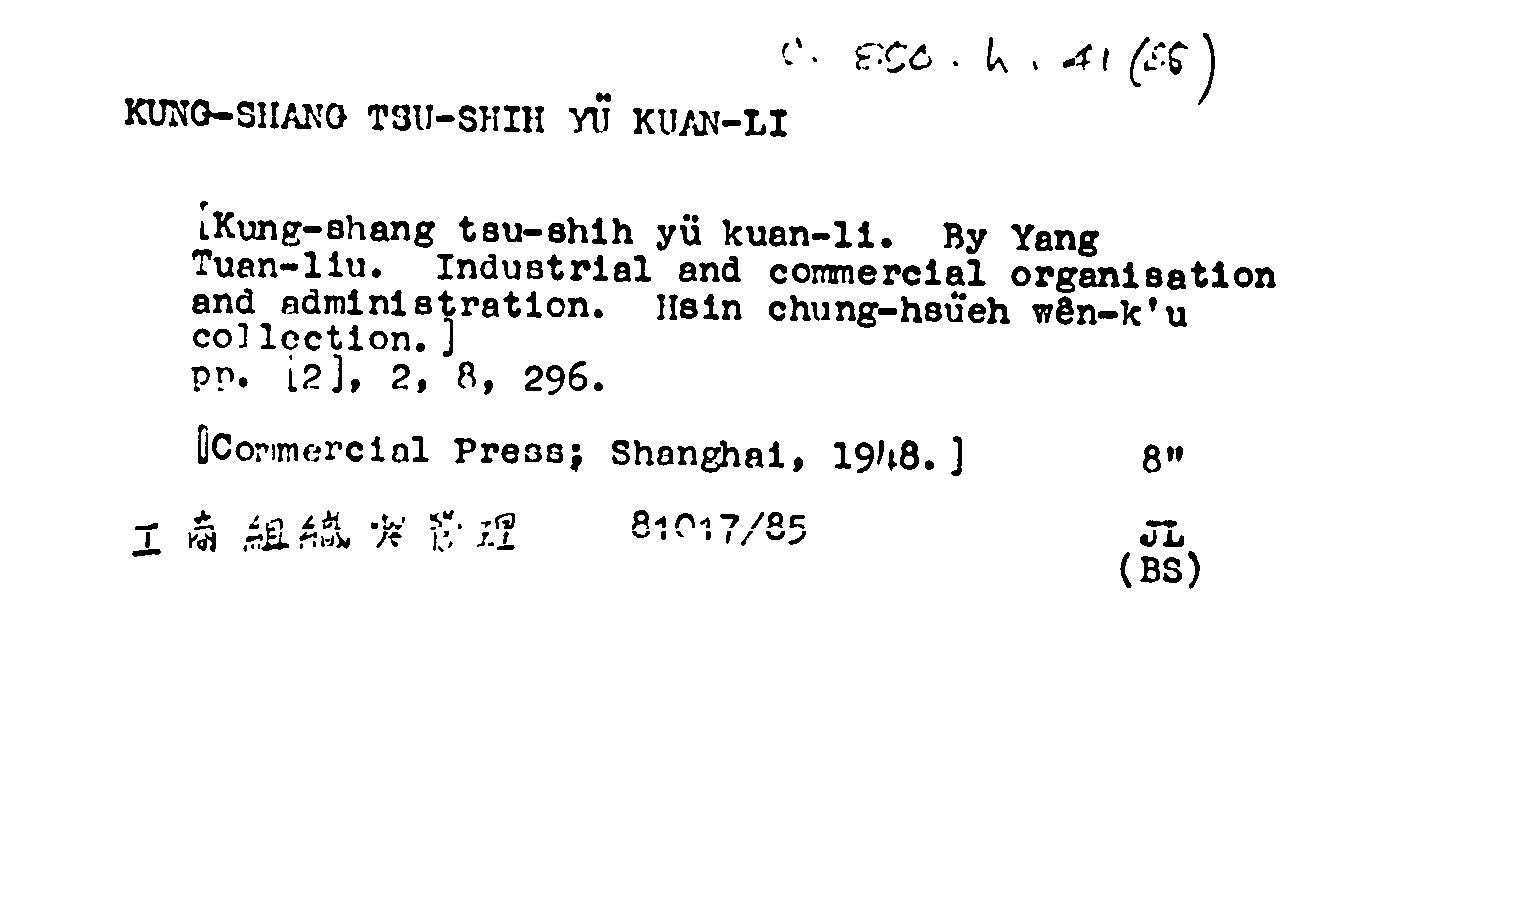 C. ECO. h. 41 (56)
KUNG-SHANG TSU-SHIH YÜ KUAN-LI
[Kung-shang tsu-shih yü kuan-li. By Yang
Tuan-liu. Industrial and commercial organisation
and administration. Hsin chung-hsüeh wên-k'u
collection.]
pp. [2], 2, 8, 296.
[Commercial Press; Shanghai, 1948.] 8"
工商組織與管理 81017/85 JL
(BS)